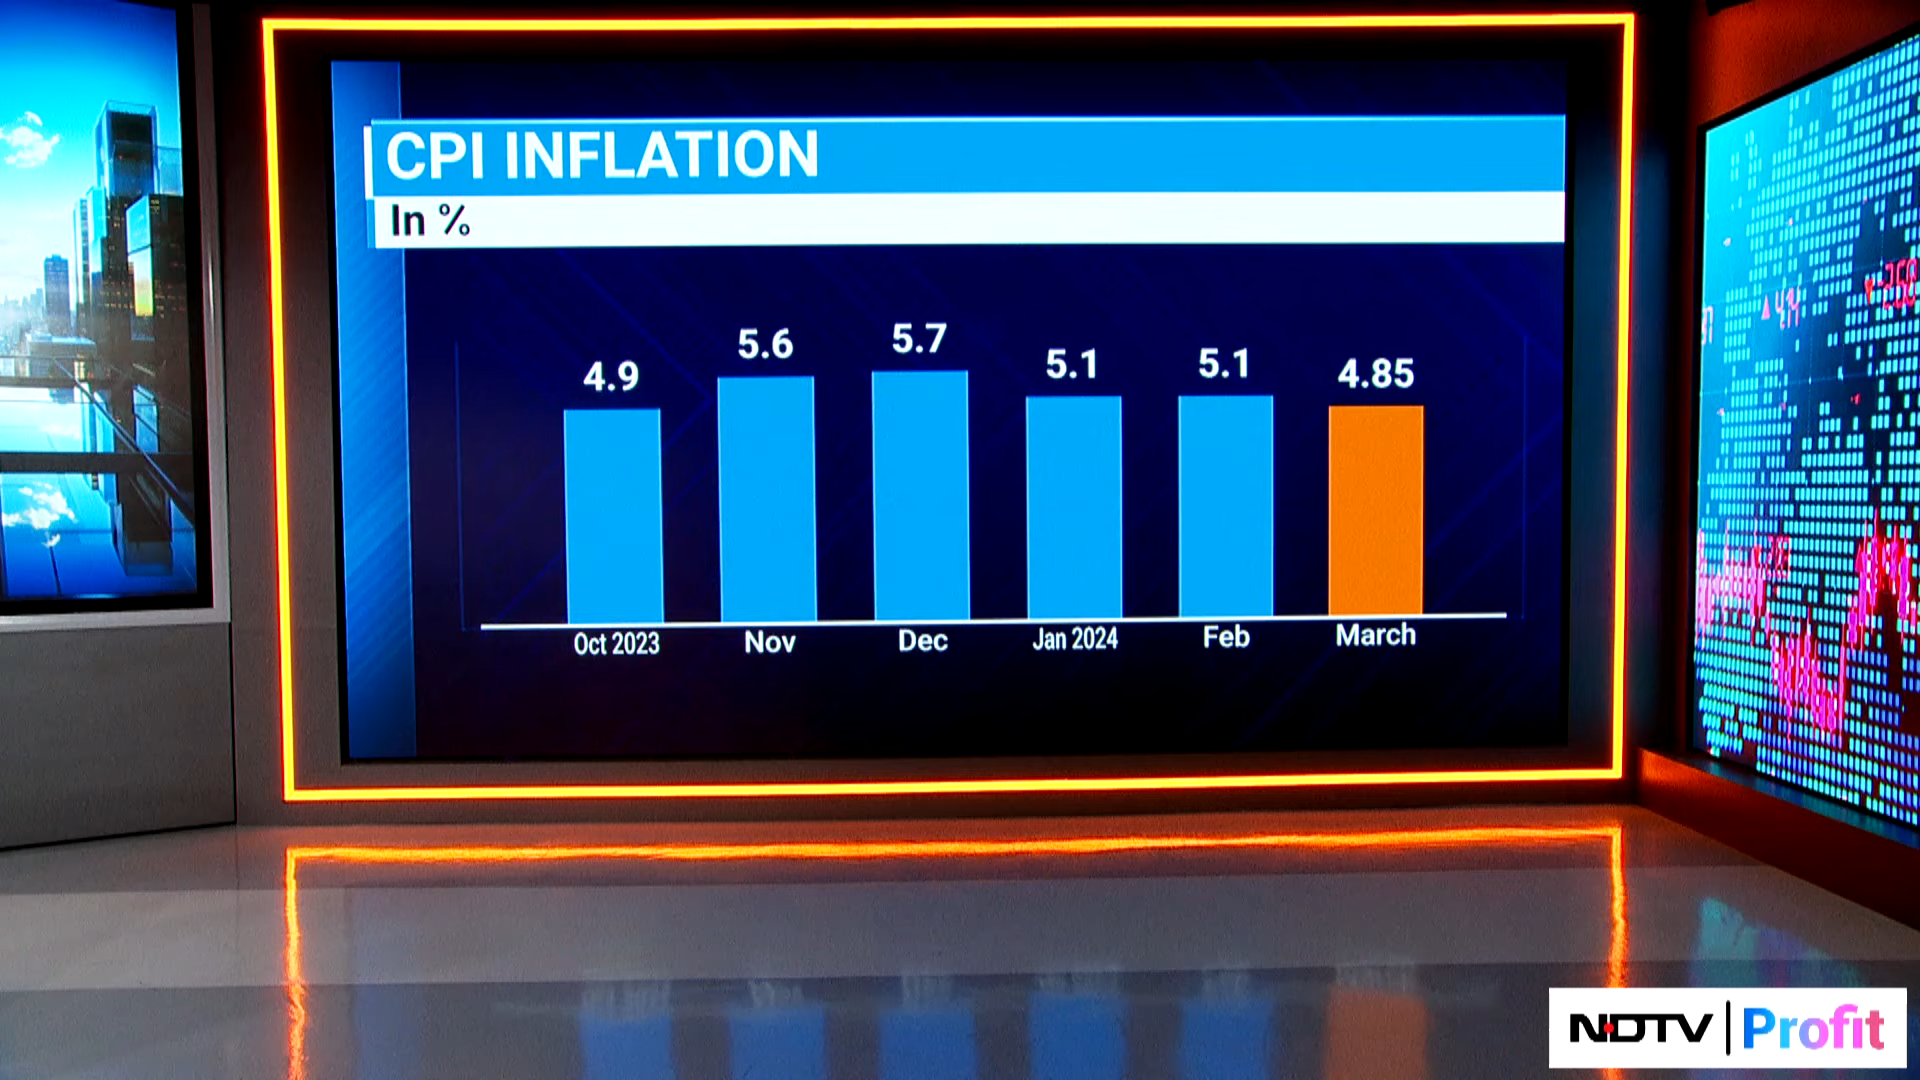 CPI INFLATION
In %
4.9 5.6 5.7 5.1 5.1 4.85
Oct 2023 Nov Dec Jan 2024 Feb March
NDTV Profit